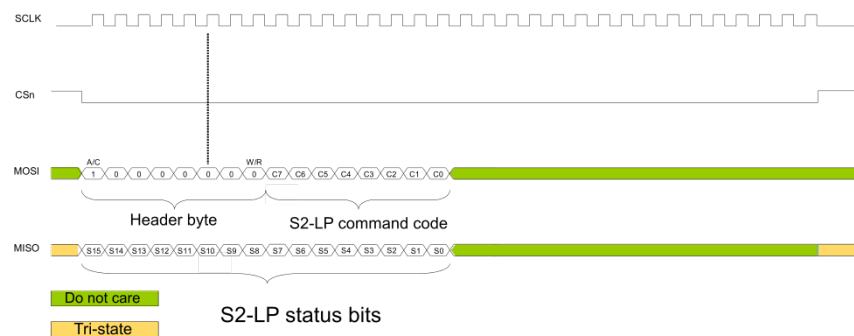 SCLK
CSn
A/C W/R
MOSI 1 0 0 0 0 0 0 0 C7 C6 C5 C4 C3 C2 C1 C0
Header byte S2-LP command code
MISO S15 S14 S13 S12 S11 S10 S9 S8 S7 S6 S5 S4 S3 S2 S1 S0
Do not care
S2-LP status bits
Tri-state